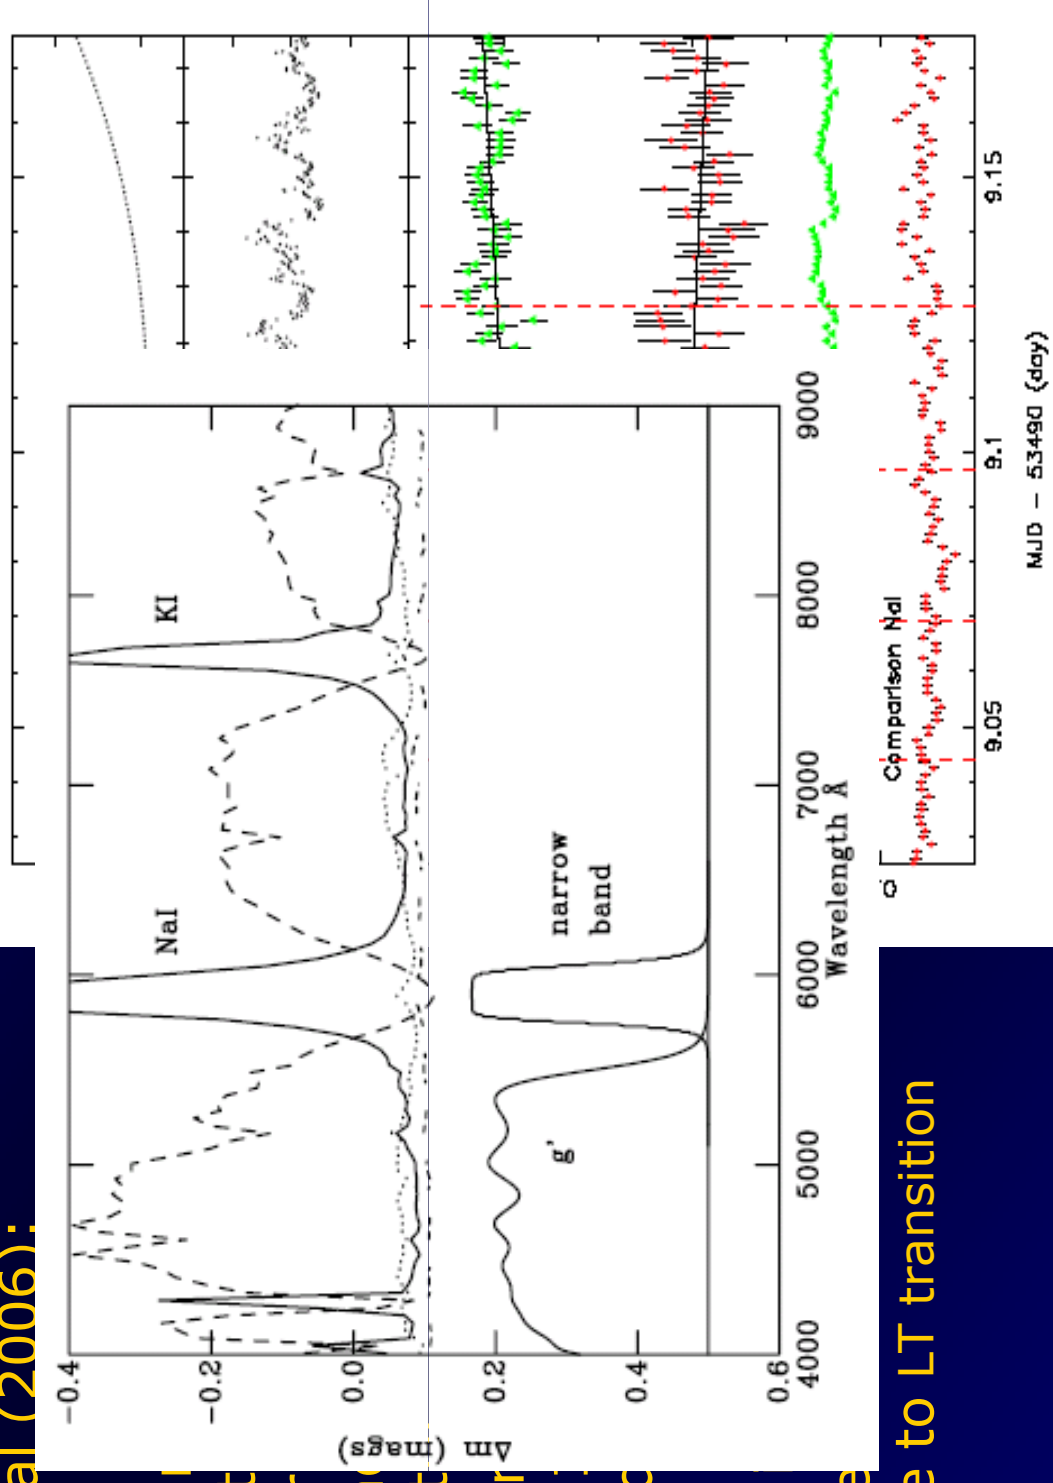 al (2006):
e to LT transition
NaI
KI
g'
narrow
band
-0.4
-0.2
0.0
0.2
0.4
0.6
Δm (mags)
4000
5000
6000
7000
8000
9000
Wavelength Å
Comparison NaI
0
9.05
9.1
9.15
MJD – 53490 (day)